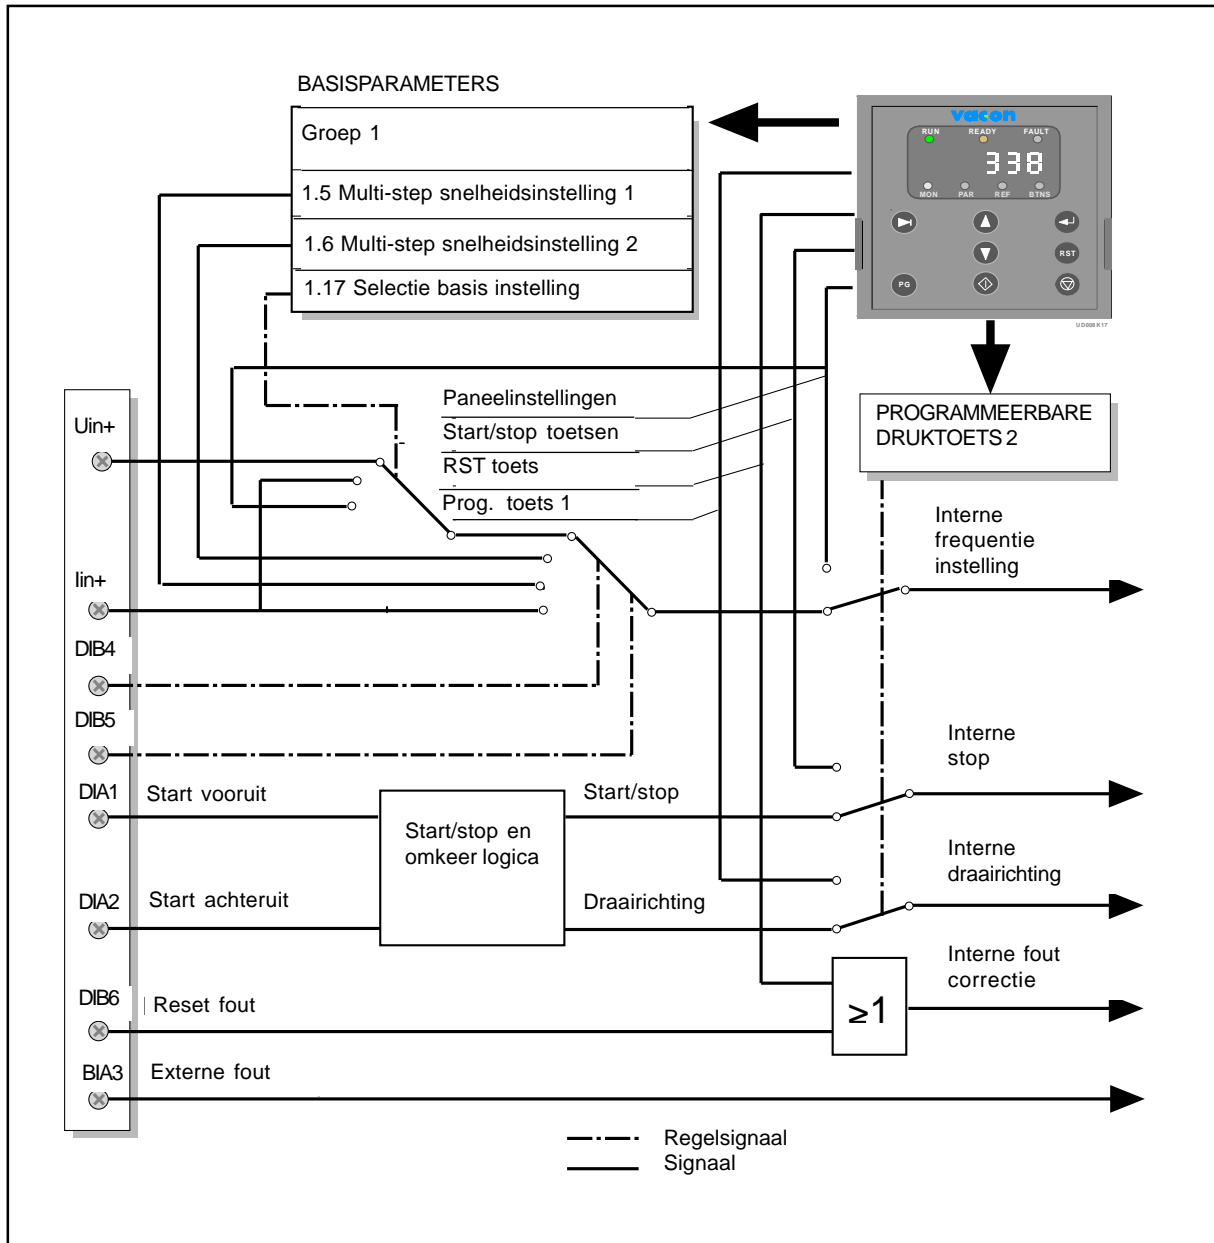 BASISPARAMETERS
Groep 1
1.5 Multi-step snelheidsinstelling 1
1.6 Multi-step snelheidsinstelling 2
1.17 Selectie basis instelling
vacon
RUN READY FAULT
338
MON PAR REF BTNS
RST
PG
UD008K17
Paneelinstellingen
Start/stop toetsen
RST toets
Prog. toets 1
PROGRAMMEERBARE
DRUKTOETS 2
Uin+
Iin+
DIB4
DIB5
DIA1
DIA2
DIB6
BIA3
Start vooruit
Start achteruit
Reset fout
Externe fout
Start/stop en
omkeer logica
Start/stop
Draairichting
≥1
Interne
frequentie
instelling
Interne
stop
Interne
draairichting
Interne fout
correctie
Regelsignaal
Signaal